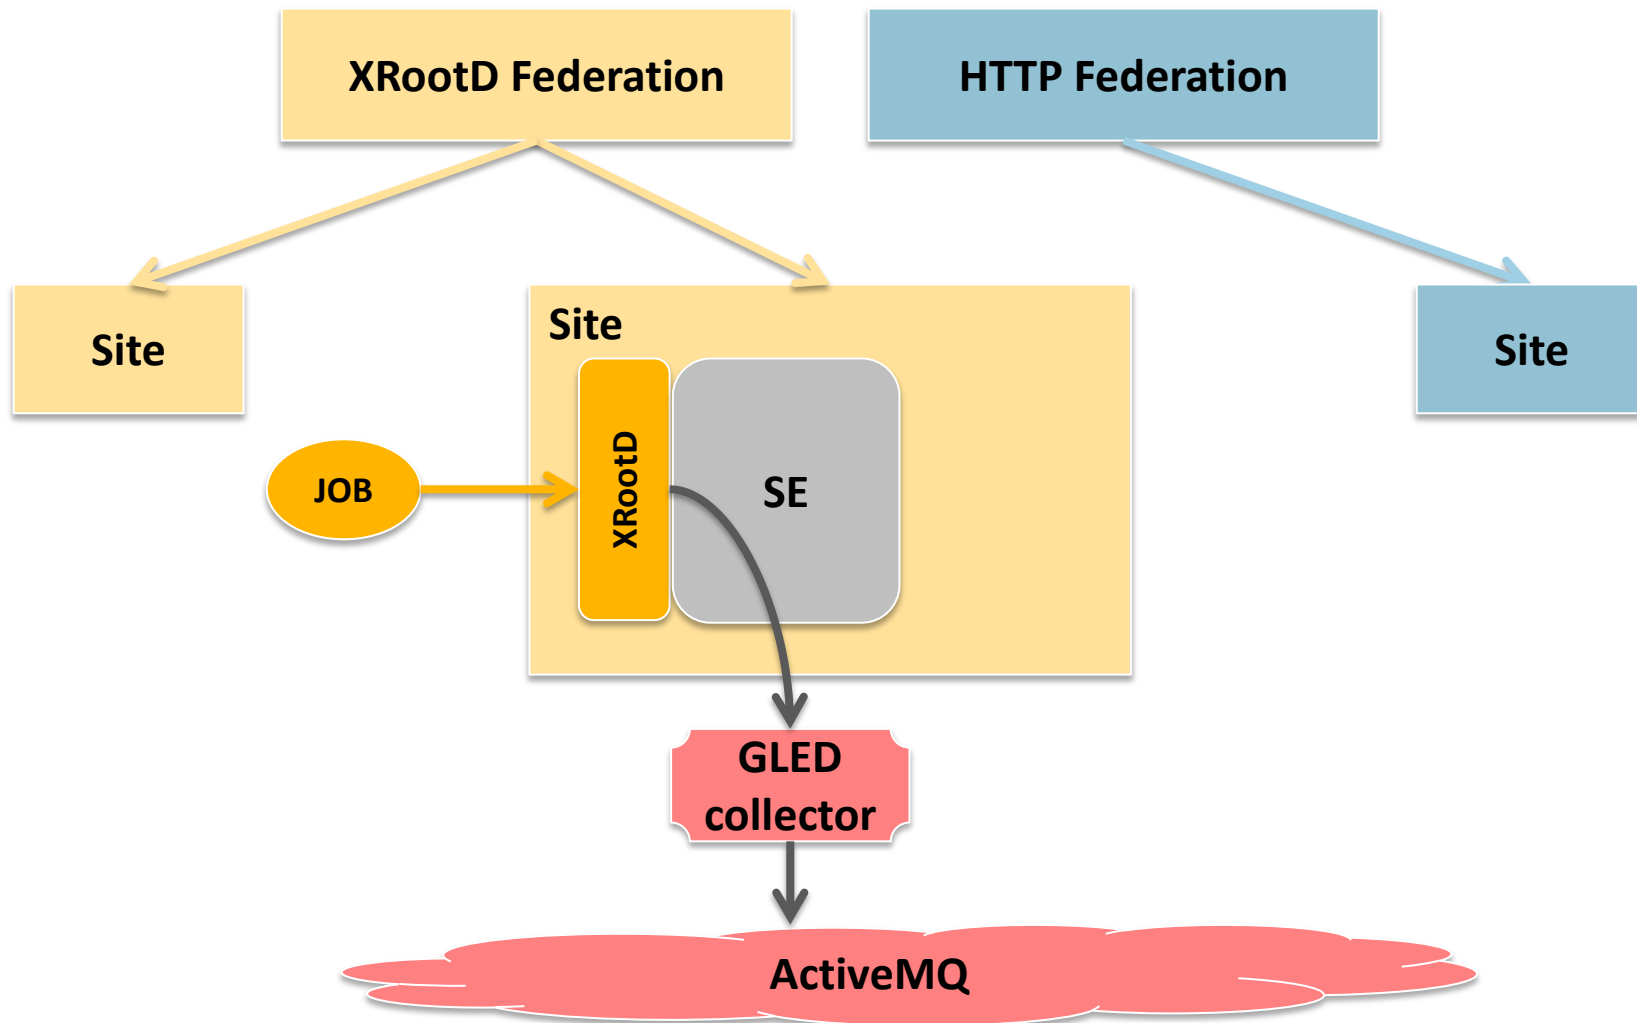 XRootD Federation
HTTP Federation
Site
Site
Site
JOB
XRootD
SE
GLED
collector
ActiveMQ